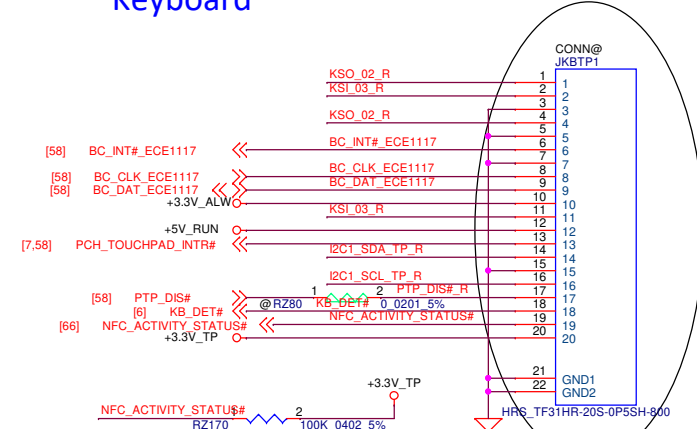 Keyboard
CONN@
JKBTP1
KSO_02_R 1 1
KSI_03_R 2 2
3 3
KSO_02_R 4 4
5 5
[58] BC_INT#_ECE1117 BC_INT#_ECE1117 6 6
7 7
[58] BC_CLK_ECE1117 BC_CLK_ECE1117 8 8
[58] BC_DAT_ECE1117 BC_DAT_ECE1117 9 9
+3.3V_ALW 10 10
KSI_03_R 11 11
+5V_RUN 12 12
[7,58] PCH_TOUCHPAD_INTR# 13 13
I2C1_SDA_TP_R 14 14
15 15
I2C1_SCL_TP_R 16 16
[58] PTP_DIS# 1 2 PTP_DIS#_R 17 17
@RZ80 0_0201_5%
[6] KB_DET# KB_DET# 18 18
[66] NFC_ACTIVITY_STATUS# NFC_ACTIVITY_STATUS# 19 19
+3.3V_TP 20 20
21 GND1
22 GND2
HRS_TF31HR-20S-0P5SH-800
+3.3V_TP
NFC_ACTIVITY_STATUS# 1 2
RZ170 100K_0402_5%